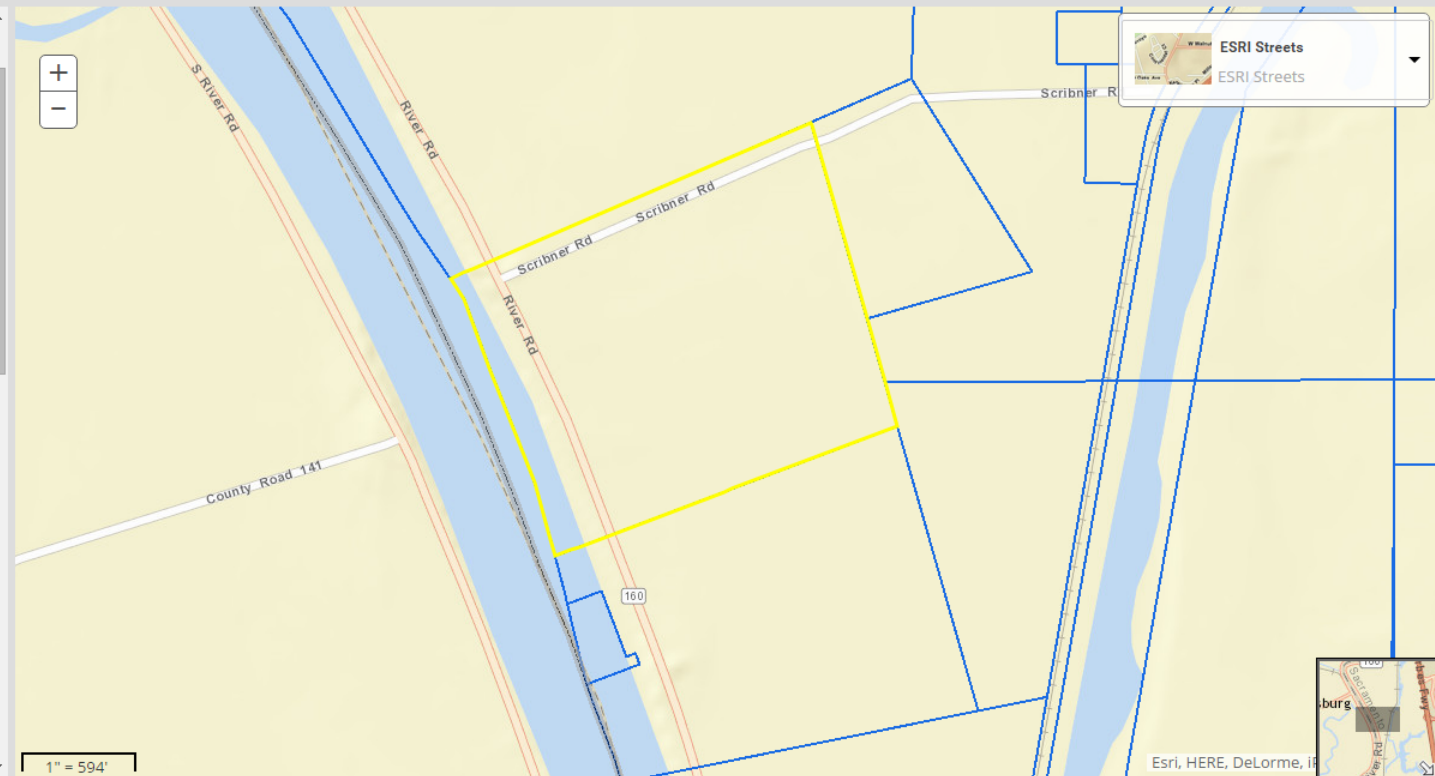 +
−
S River Rd
River Rd
Scribner Rd
ESRI Streets
ESRI Streets
Scribner Rd
Scribner Rd
River Rd
County Road 141
160
1" = 594'
Esri, HERE, DeLorme,
Sacramento
burg